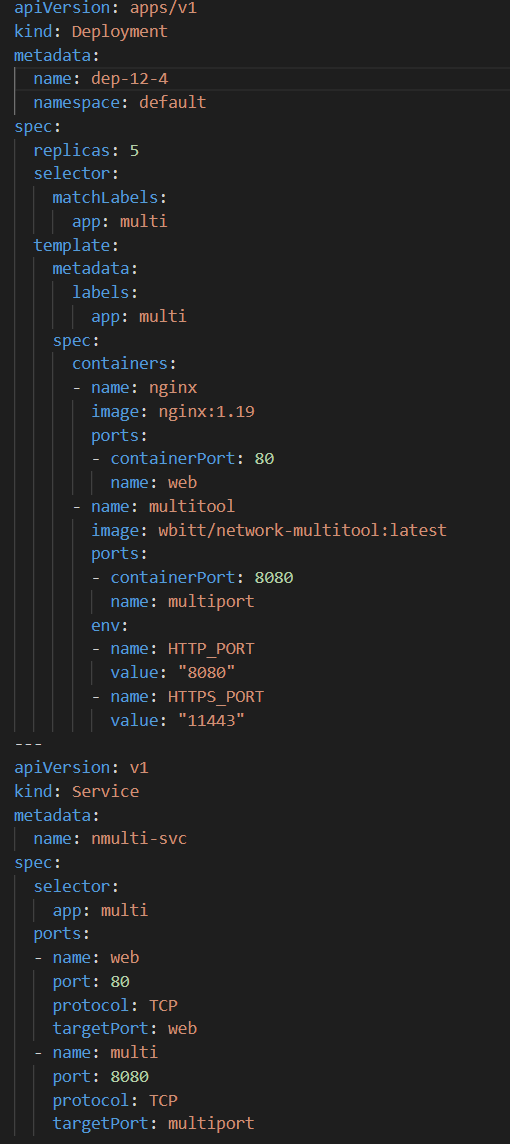 apiVersion: apps/v1
kind: Deployment
metadata:
  name: dep-12-4
  namespace: default
spec:
  replicas: 5
  selector:
    matchLabels:
      app: multi
  template:
    metadata:
      labels:
        app: multi
    spec:
      containers:
      - name: nginx
        image: nginx:1.19
        ports:
        - containerPort: 80
          name: web
      - name: multitool
        image: wbitt/network-multitool:latest
        ports:
        - containerPort: 8080
          name: multiport
        env:
        - name: HTTP_PORT
          value: "8080"
        - name: HTTPS_PORT
          value: "11443"
---
apiVersion: v1
kind: Service
metadata:
  name: nmulti-svc
spec:
  selector:
    app: multi
  ports:
  - name: web
    port: 80
    protocol: TCP
    targetPort: web
  - name: multi
    port: 8080
    protocol: TCP
    targetPort: multiport